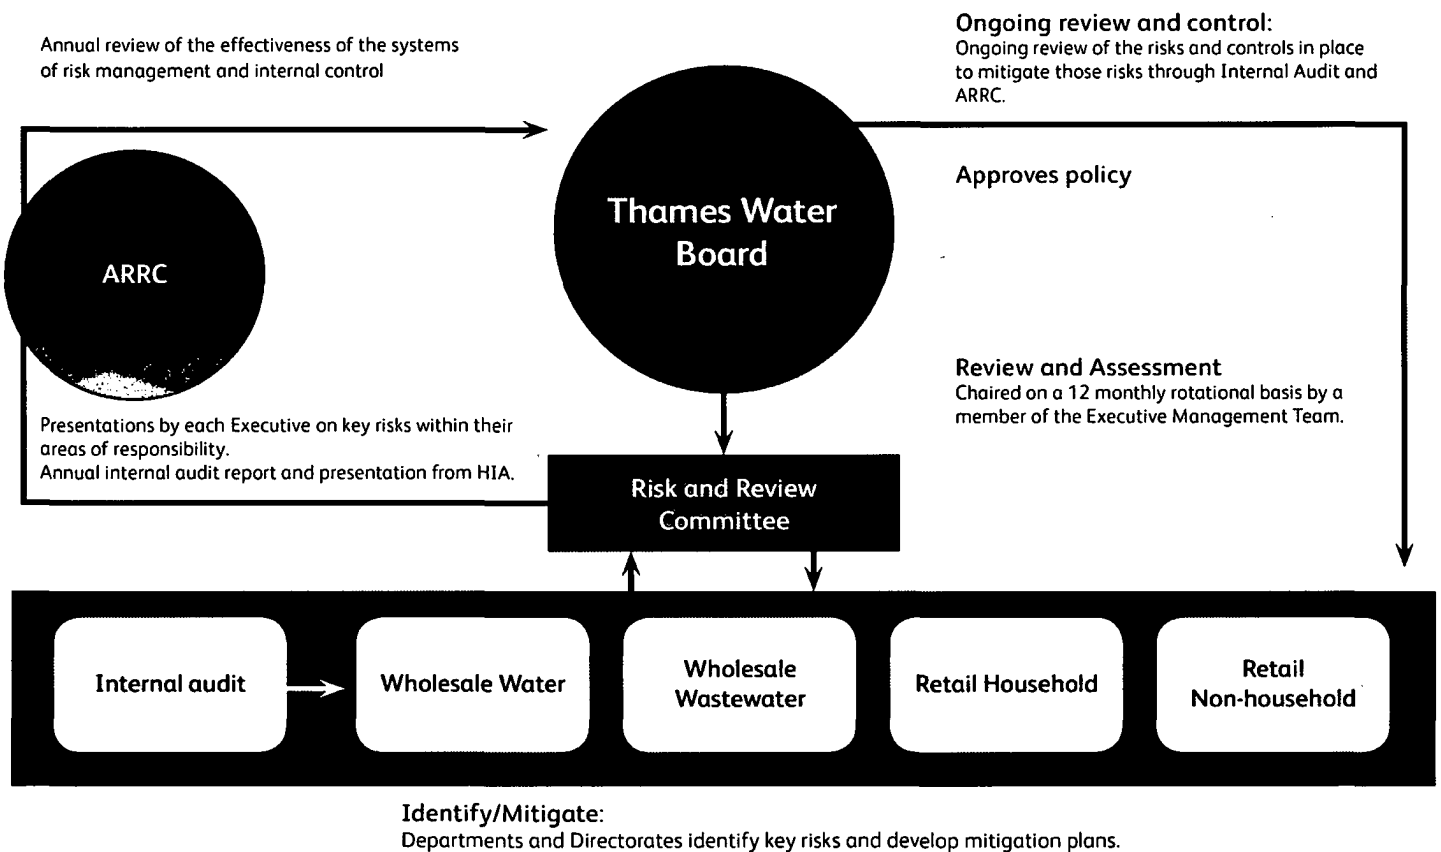 Annual review of the effectiveness of the systems
of risk management and internal control
Ongoing review and control:
Ongoing review of the risks and controls in place
to mitigate those risks through Internal Audit and
ARRC.
Thames Water
Board
Approves policy
ARRC
Review and Assessment
Chaired on a 12 monthly rotational basis by a
member of the Executive Management Team.
Presentations by each Executive on key risks within their
areas of responsibility.
Annual internal audit report and presentation from HIA.
Risk and Review
Committee
Internal audit
Wholesale Water
Wholesale
Wastewater
Retail Household
Retail
Non-household
Identify/Mitigate:
Departments and Directorates identify key risks and develop mitigation plans.